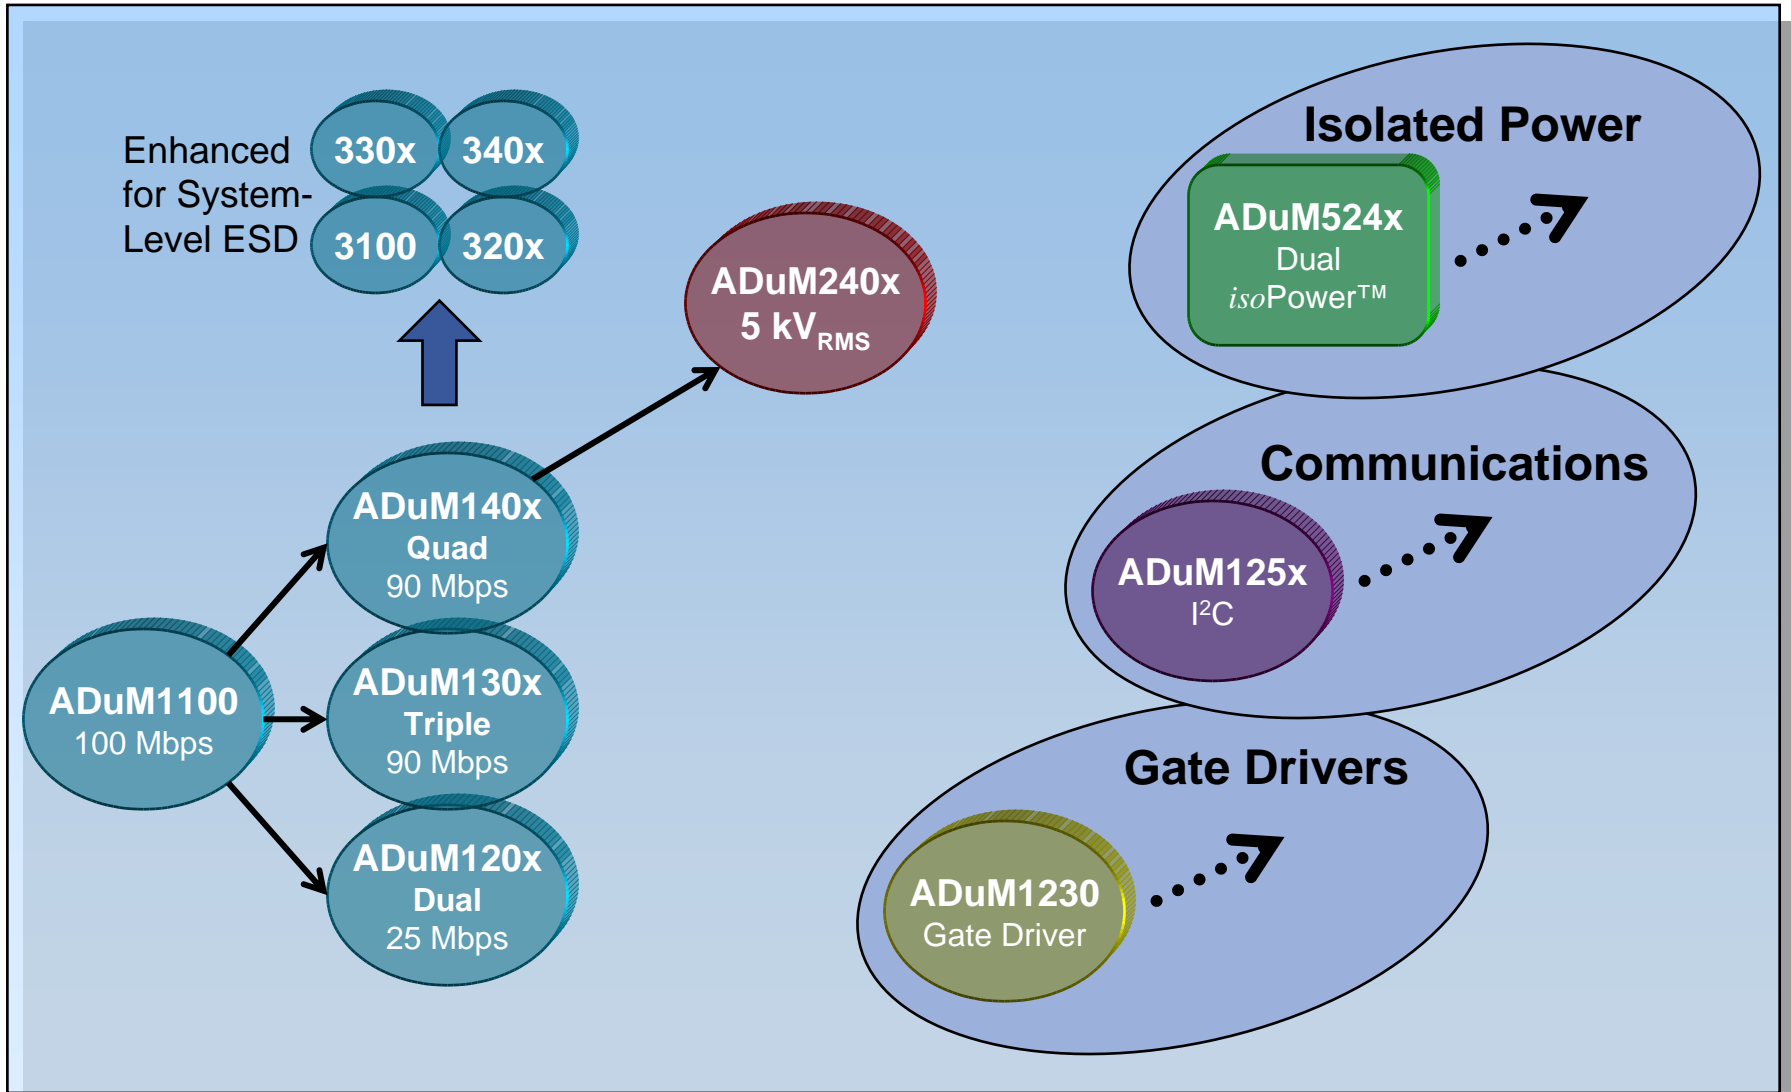 Enhanced
for System-
Level ESD
330x
340x
3100
320x
ADuM240x
5 kVRMS
ADuM140x
Quad
90 Mbps
ADuM1100
100 Mbps
ADuM130x
Triple
90 Mbps
ADuM120x
Dual
25 Mbps
Isolated Power
ADuM524x
Dual
isoPower™
Communications
ADuM125x
I²C
Gate Drivers
ADuM1230
Gate Driver